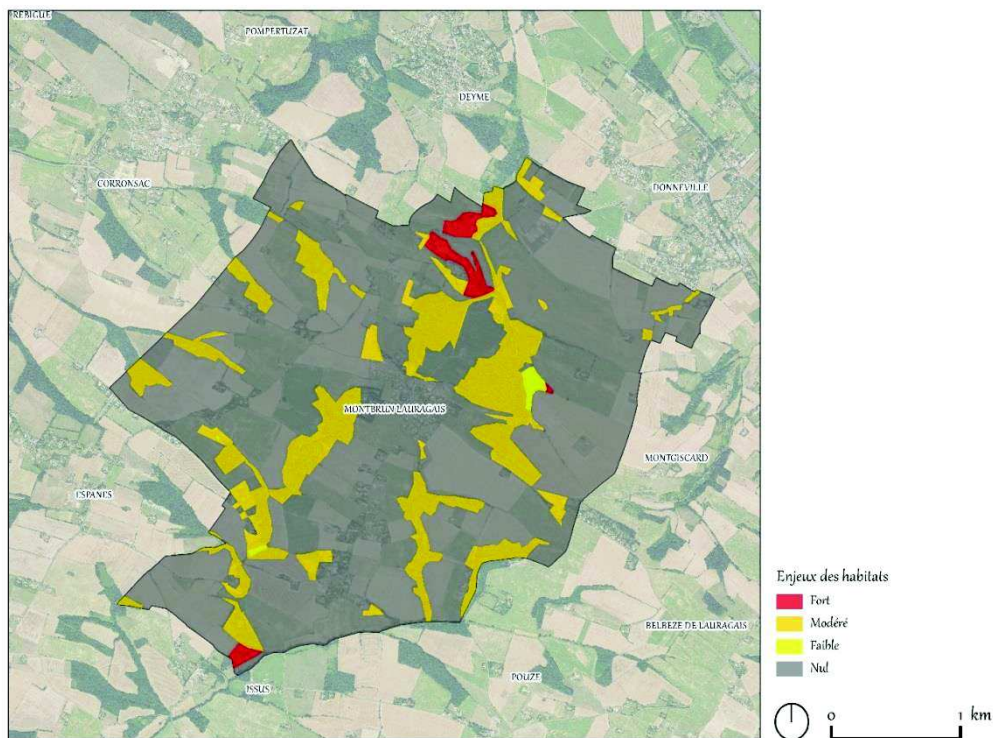 REBIGUE
POMPERTUZAT
DEYME
CORRONSAC
DONNEVILLE
MONTBRUN LAURAGAIS
MONTGISCARD
ESPANES
Enjeux des habitats
Fort
Modéré
Faible
Nul
BELBEZE DE LAURAGAIS
POUZE
ISSUS
0 1 km